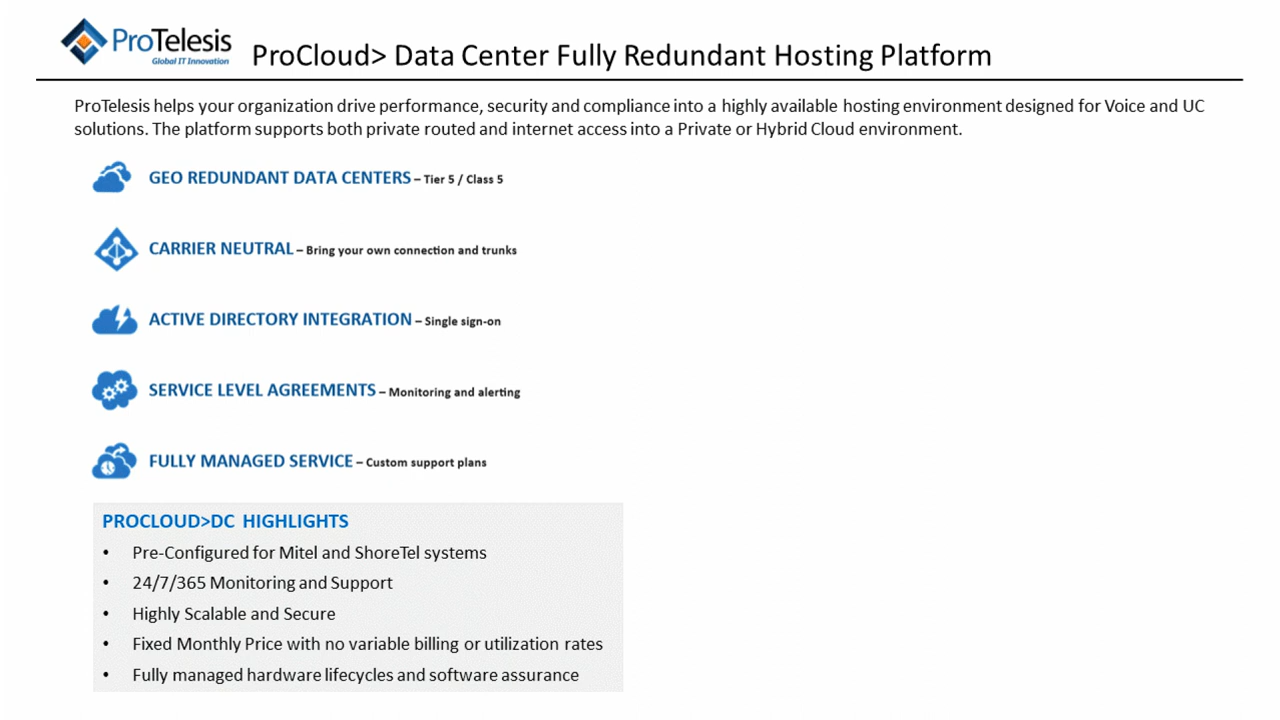 ProTelesis
Global IT Innovation
ProCloud> Data Center Fully Redundant Hosting Platform
ProTelesis helps your organization drive performance, security and compliance into a highly available hosting environment designed for Voice and UC
solutions. The platform supports both private routed and internet access into a Private or Hybrid Cloud environment.
GEO REDUNDANT DATA CENTERS – Tier 5 / Class 5
CARRIER NEUTRAL – Bring your own connection and trunks
ACTIVE DIRECTORY INTEGRATION – Single sign-on
SERVICE LEVEL AGREEMENTS – Monitoring and alerting
FULLY MANAGED SERVICE – Custom support plans
PROCLOUD>DC HIGHLIGHTS
• Pre-Configured for Mitel and ShoreTel systems
• 24/7/365 Monitoring and Support
• Highly Scalable and Secure
• Fixed Monthly Price with no variable billing or utilization rates
• Fully managed hardware lifecycles and software assurance